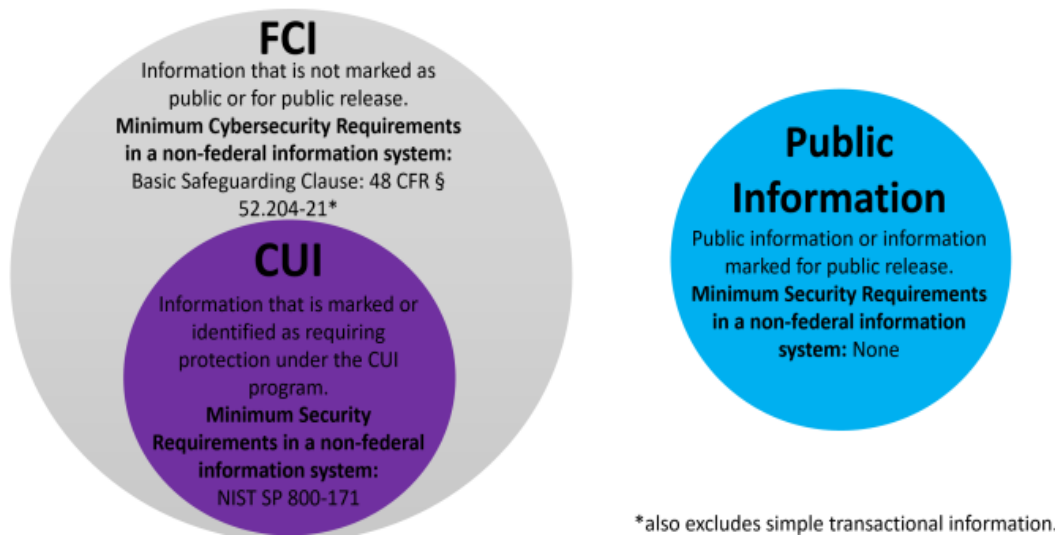 FCI
Information that is not marked as
public or for public release.
Minimum Cybersecurity Requirements
in a non-federal information system:
Basic Safeguarding Clause: 48 CFR §
52.204-21*
CUI
Information that is marked or
identified as requiring
protection under the CUI
program.
Minimum Security
Requirements in a non-federal
information system:
NIST SP 800-171
Public
Information
Public information or information
marked for public release.
Minimum Security Requirements
in a non-federal information
system: None
*also excludes simple transactional information.